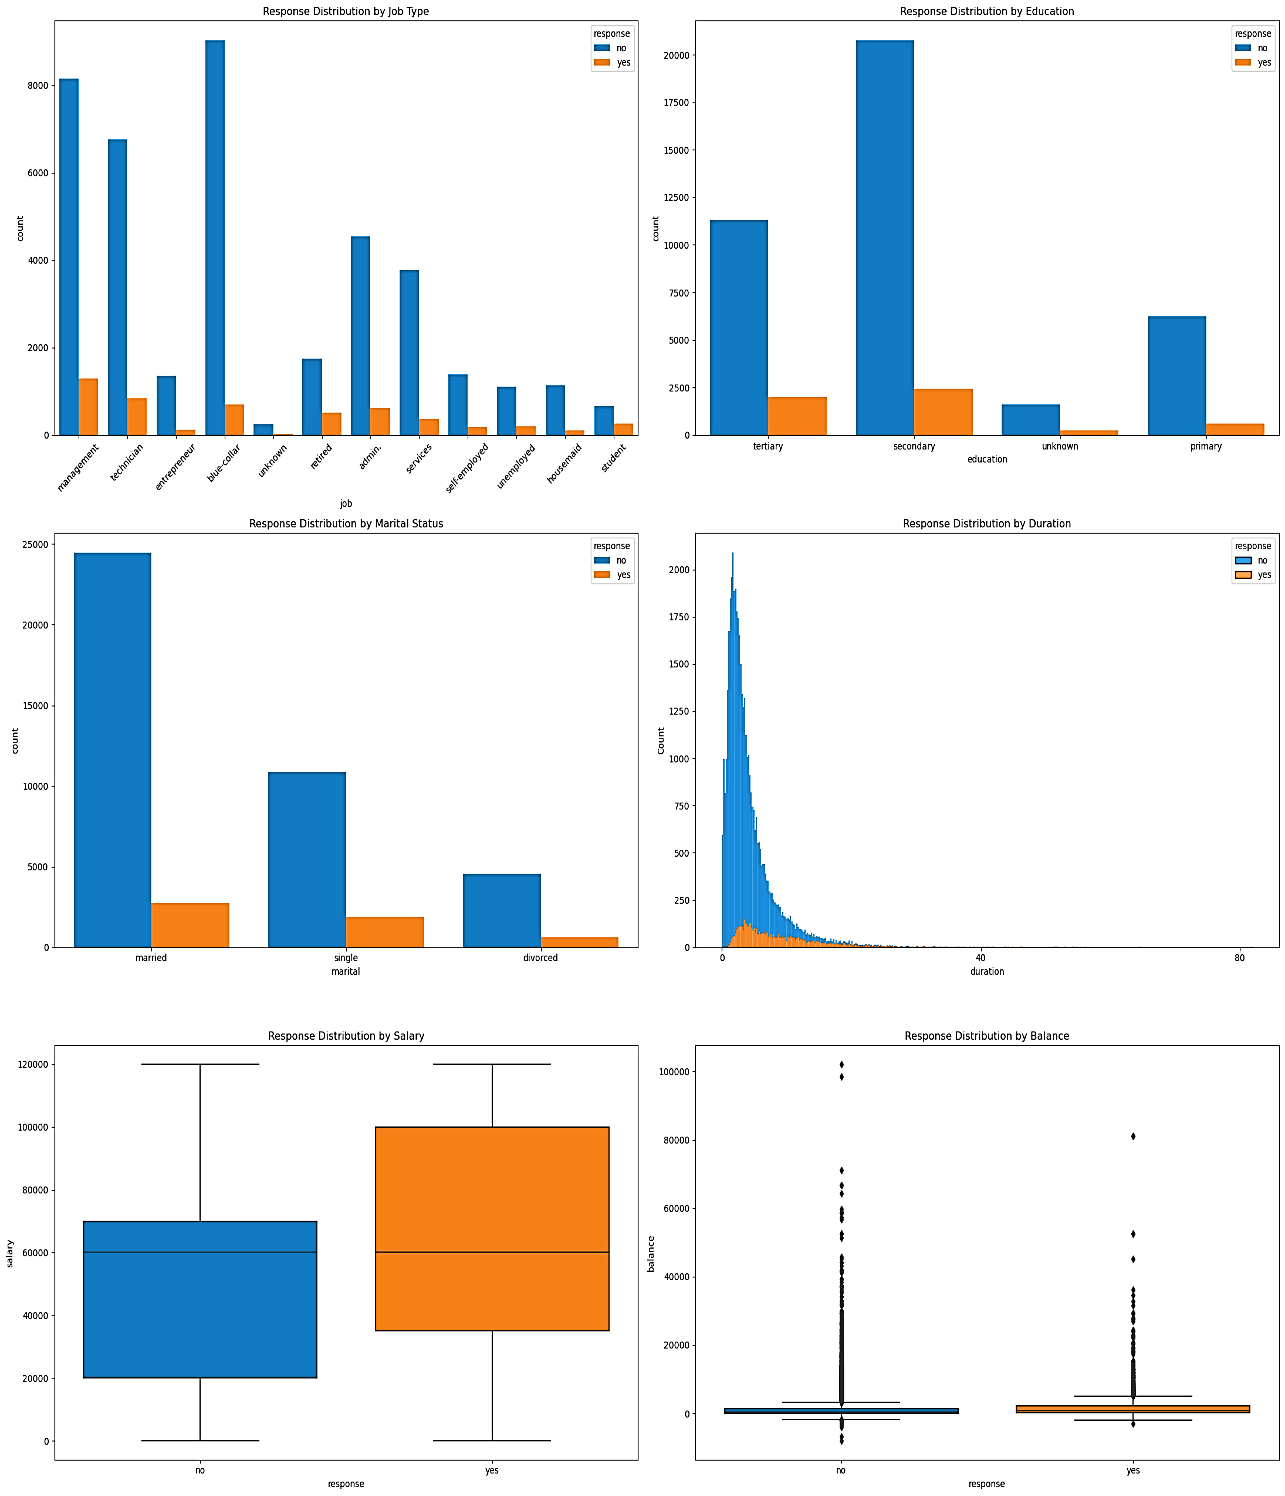 Response Distribution by Job Type
response
no
yes
count
8000
6000
4000
2000
0
management
technician
entrepreneur
blue-collar
unknown
retired
admin.
services
self-employed
unemployed
housemaid
student
job
Response Distribution by Education
response
no
yes
count
20000
17500
15000
12500
10000
7500
5000
2500
0
tertiary
secondary
unknown
primary
education
Response Distribution by Marital Status
response
no
yes
count
25000
20000
15000
10000
5000
0
married
single
divorced
marital
Response Distribution by Duration
response
no
yes
Count
2000
1750
1500
1250
1000
750
500
250
0
0
40
80
duration
Response Distribution by Salary
salary
120000
100000
80000
60000
40000
20000
0
no
yes
response
Response Distribution by Balance
balance
100000
80000
60000
40000
20000
0
no
yes
response